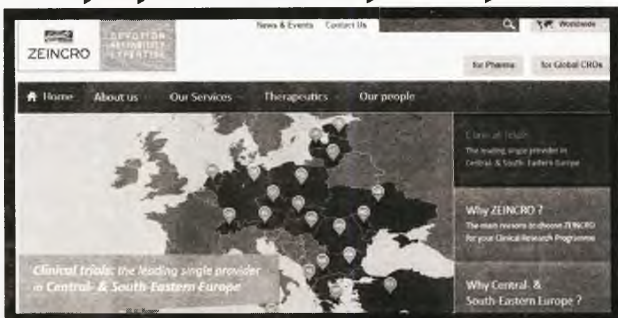 News & Events Contact Us
Worldwide
ZEINCRO
DEVOTION
RELIABILITY
EXPERTISE
for Pharma for Global CROs
Home About us Our Services Therapeutics Our people
Clinical Trials
The leading single provider in
Central- & South-Eastern Europe
Why ZEINCRO ?
The main reasons to choose ZEINCRO
for your Clinical Research Programme
Clinical trials: the leading single provider
in Central- & South-Eastern Europe
Why Central- &
South-Eastern Europe ?